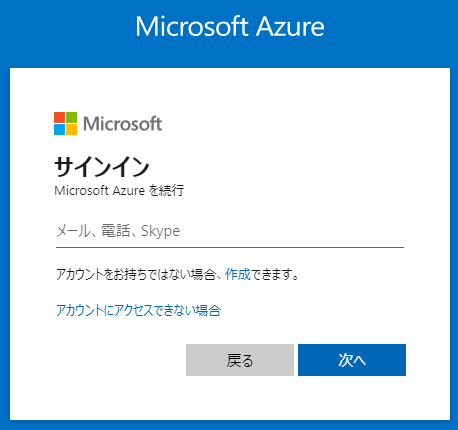 Microsoft Azure
Microsoft
サインイン
Microsoft Azure を続行
メール、電話、Skype
アカウントをお持ちではない場合、作成できます。
アカウントにアクセスできない場合
戻る
次へ